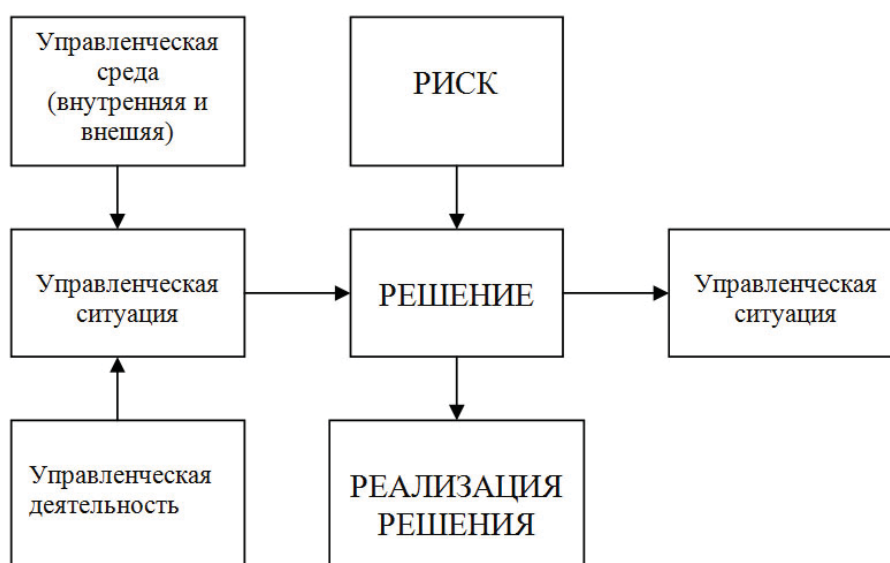 Управленческая
среда
(внутренняя и
внешяя)
РИСК
Управленческая
ситуация
РЕШЕНИЕ
Управленческая
ситуация
Управленческая
деятельность
РЕАЛИЗАЦИЯ
РЕШЕНИЯ